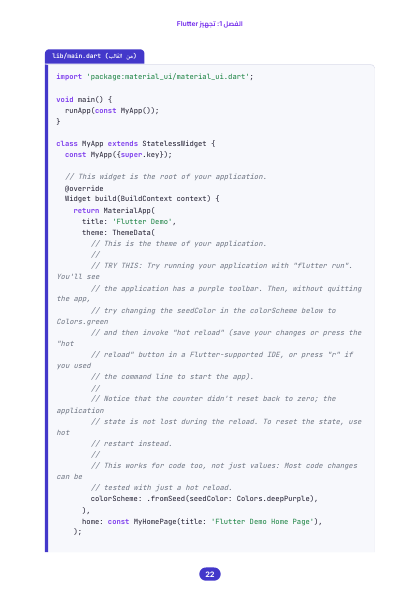 الفصل 1: تجهيز Flutter
lib/main.dart (من القالب)
import 'package:material_ui/material_ui.dart';
void main() {
runApp(const MyApp());
}
class MyApp extends StatelessWidget {
const MyApp({super.key});
// This widget is the root of your application.
@override
Widget build(BuildContext context) {
return MaterialApp(
title: 'Flutter Demo',
theme: ThemeData(
// This is the theme of your application.
//
// TRY THIS: Try running your application with "flutter run".
You'll see
// the application has a purple toolbar. Then, without quitting
the app,
// try changing the seedColor in the colorScheme below to
Colors.green
// and then invoke "hot reload" (save your changes or press the
"hot
// reload" button in a Flutter-supported IDE, or press "r" if
you used
// the command line to start the app).
//
// Notice that the counter didn't reset back to zero; the
application
// state is not lost during the reload. To reset the state, use
hot
// restart instead.
//
// This works for code too, not just values: Most code changes
can be
// tested with just a hot reload.
colorScheme: .fromSeed(seedColor: Colors.deepPurple),
),
home: const MyHomePage(title: 'Flutter Demo Home Page'),
);
22